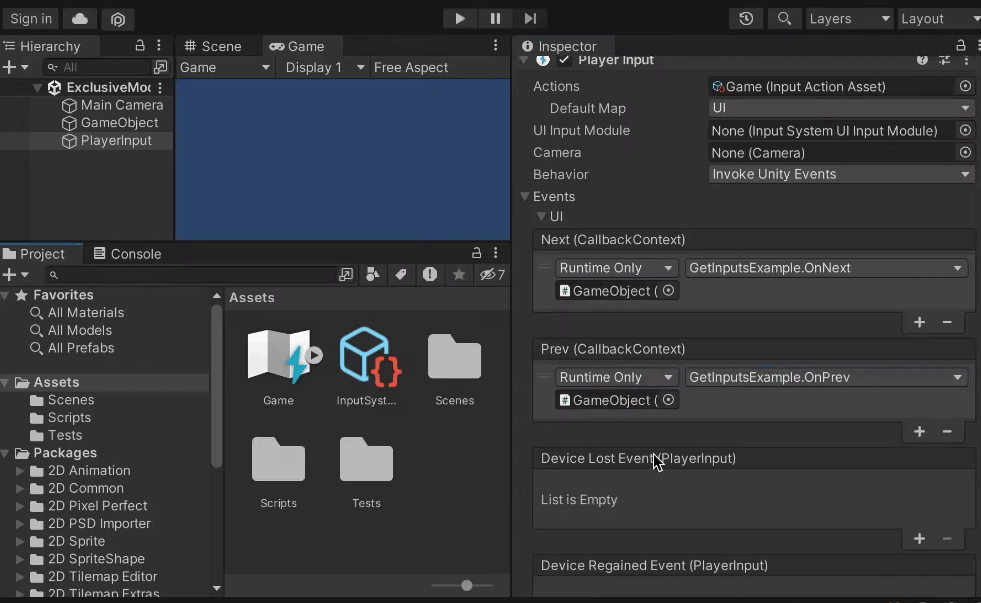 Sign in
Layers
Layout
Hierarchy
All
ExclusiveMo
Main Camera
GameObject
PlayerInput
Scene
Game
Game
Display 1
Free Aspect
Inspector
Player Input
Actions
Game (Input Action Asset)
Default Map
UI
UI Input Module
None (Input System UI Input Module)
Camera
None (Camera)
Behavior
Invoke Unity Events
Events
UI
Next (CallbackContext)
Runtime Only
GetInputsExample.OnNext
GameObject (
Prev (CallbackContext)
Runtime Only
GetInputsExample.OnPrev
GameObject (
Device Lost Event (PlayerInput)
List is Empty
Device Regained Event (PlayerInput)
Project
Console
7
Favorites
All Materials
All Models
All Prefabs
Assets
Scenes
Scripts
Tests
Packages
2D Animation
2D Common
2D Pixel Perfect
2D PSD Importer
2D Sprite
2D SpriteShape
2D Tilemap Editor
2D Tilemap Extras
Assets
Game
InputSyst...
Scenes
Scripts
Tests